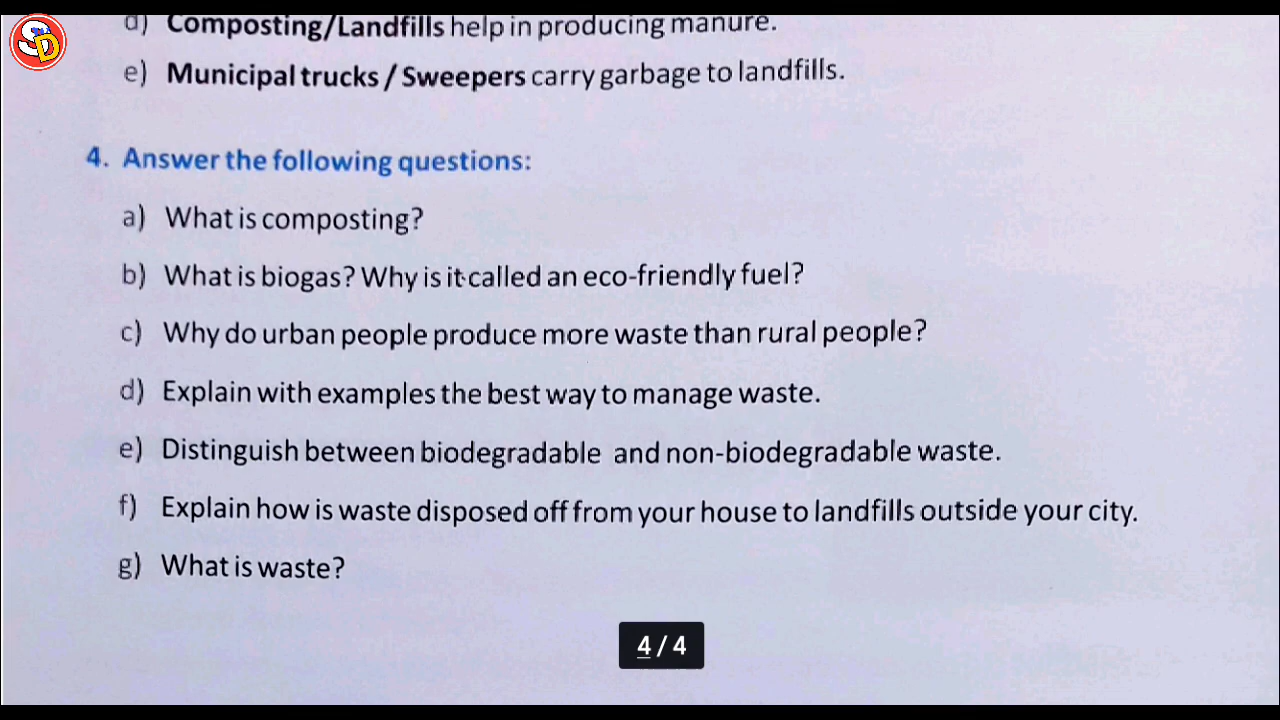 SD
d) Composting/Landfills help in producing manure.
e) Municipal trucks / Sweepers carry garbage to landfills.
4. Answer the following questions:
a) What is composting?
b) What is biogas? Why is it called an eco-friendly fuel?
c) Why do urban people produce more waste than rural people?
d) Explain with examples the best way to manage waste.
e) Distinguish between biodegradable and non-biodegradable waste.
f) Explain how is waste disposed off from your house to landfills outside your city.
g) What is waste?
4 / 4